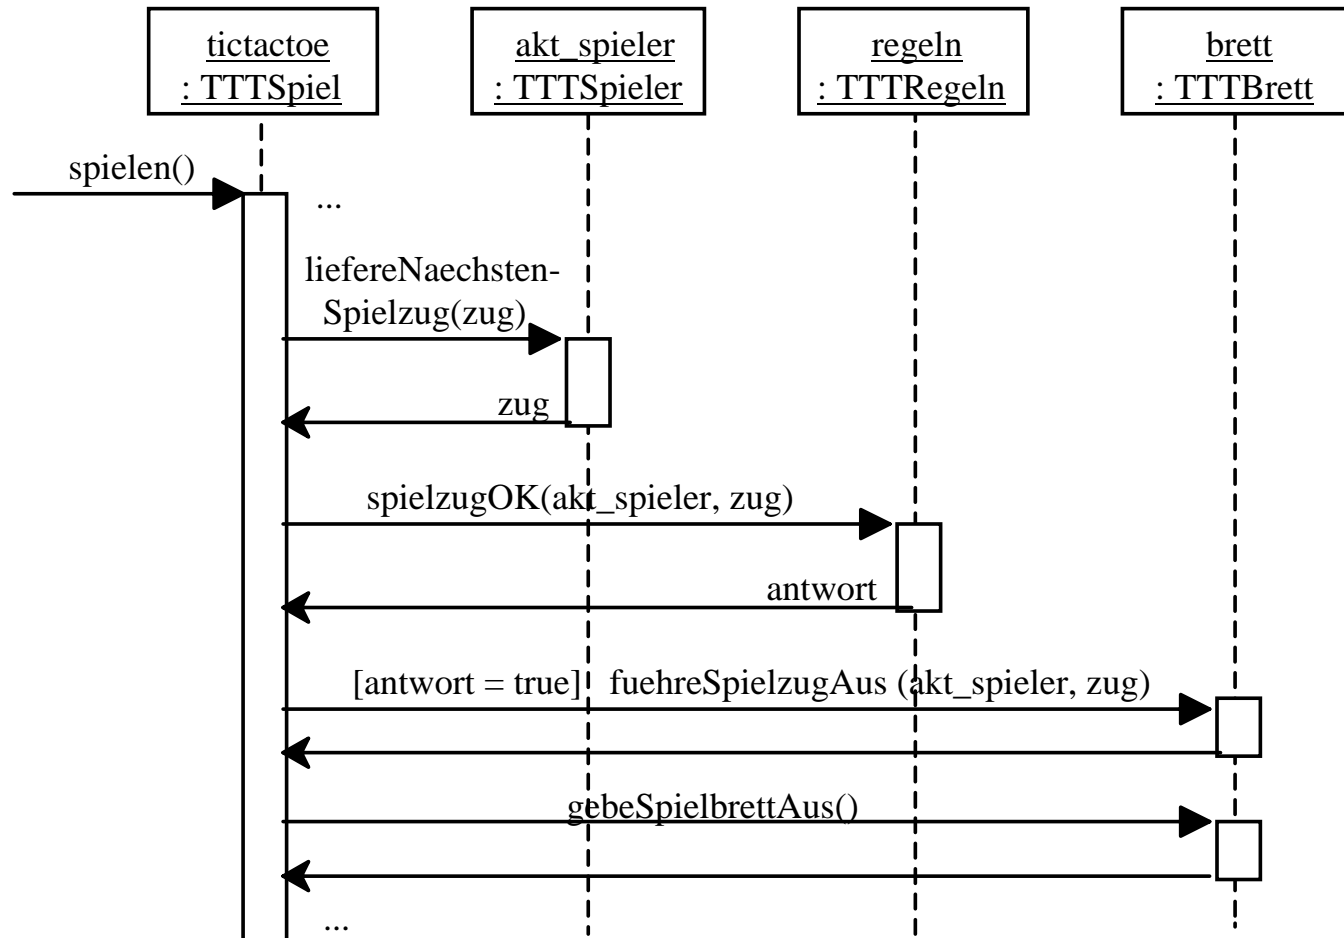 tictactoe
: TTTSpiel
akt_spieler
: TTTSpieler
regeln
: TTTRegeln
brett
: TTTBrett
spielen()
...
liefereNaechsten-
Spielzug(zug)
zug
spielzugOK(akt_spieler, zug)
antwort
[antwort = true] fuehreSpielzugAus (akt_spieler, zug)
gebeSpielbrettAus()
...